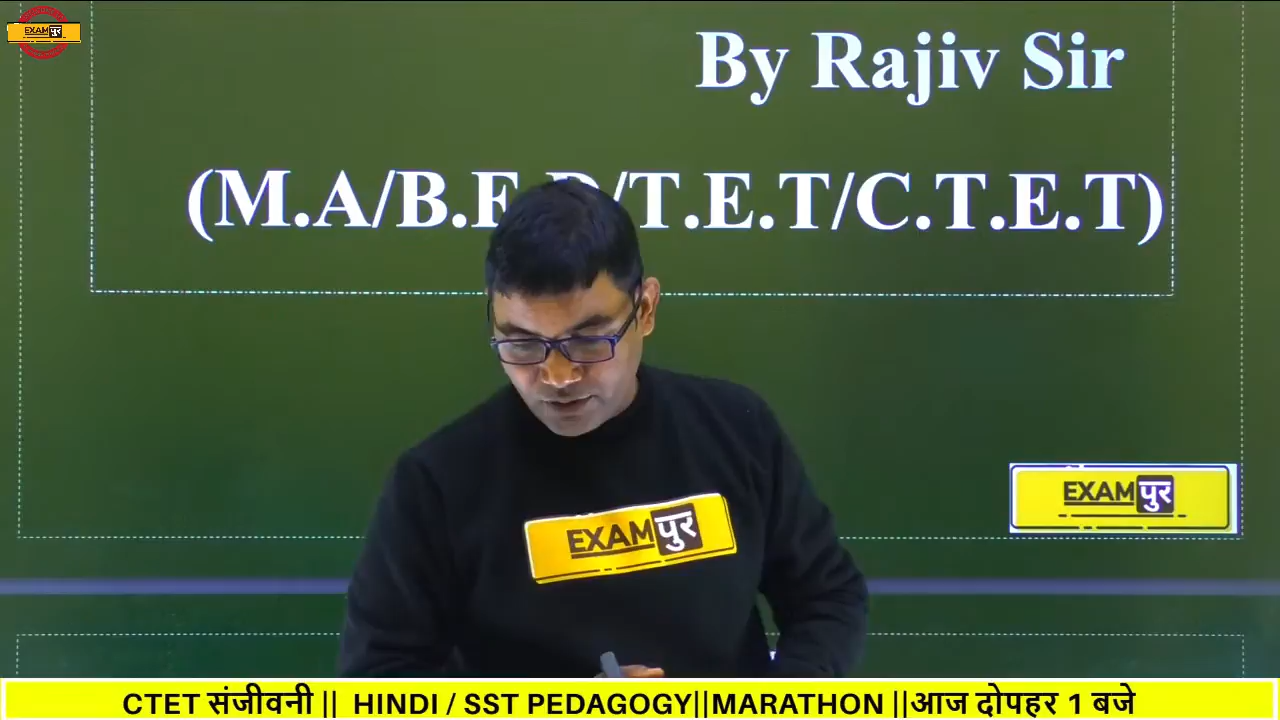 EXAMपुर
By Rajiv Sir
(M.A/B.E.D/T.E.T/C.T.E.T)
EXAMपुर
EXAMपुर
CTET संजीवनी || HINDI / SST PEDAGOGY||MARATHON ||आज दोपहर 1 बजे